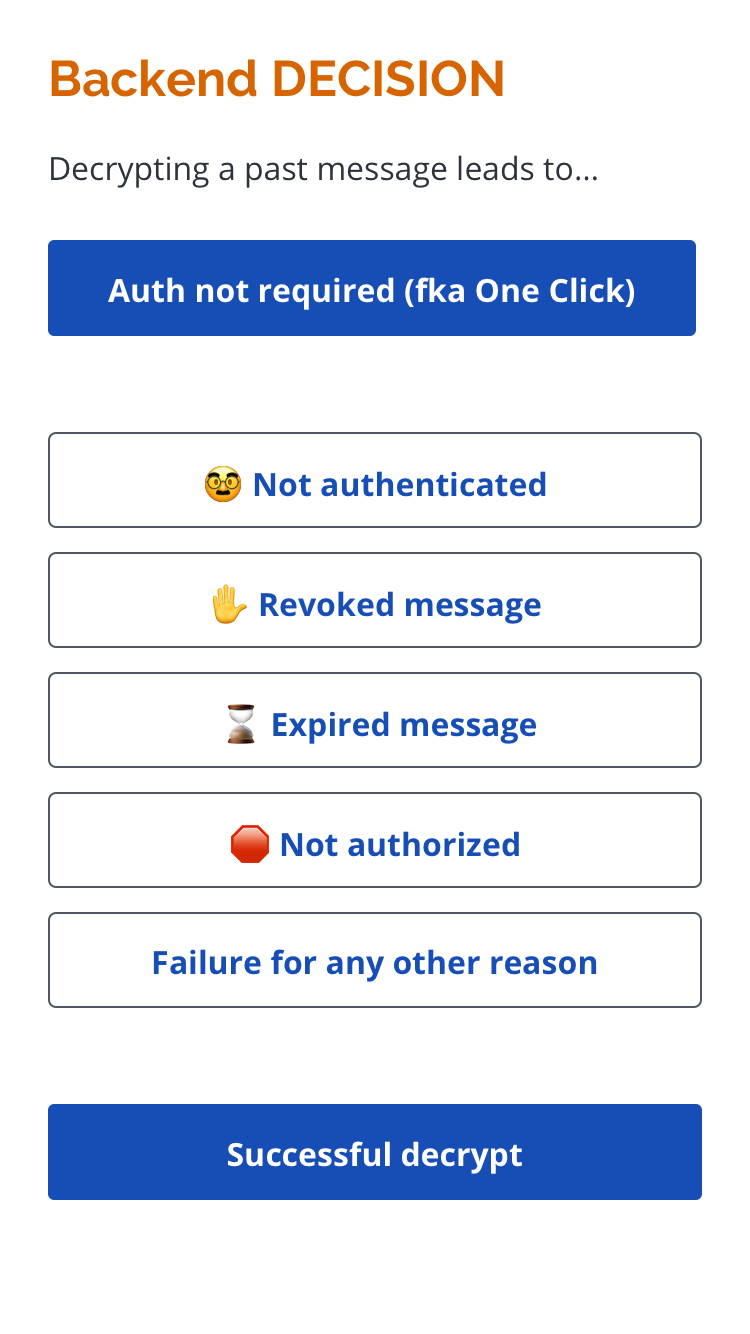 Backend DECISION
Decrypting a past message leads to...
Auth not required (fka One Click)
🥸 Not authenticated
✋ Revoked message
⌛ Expired message
🛑 Not authorized
Failure for any other reason
Successful decrypt